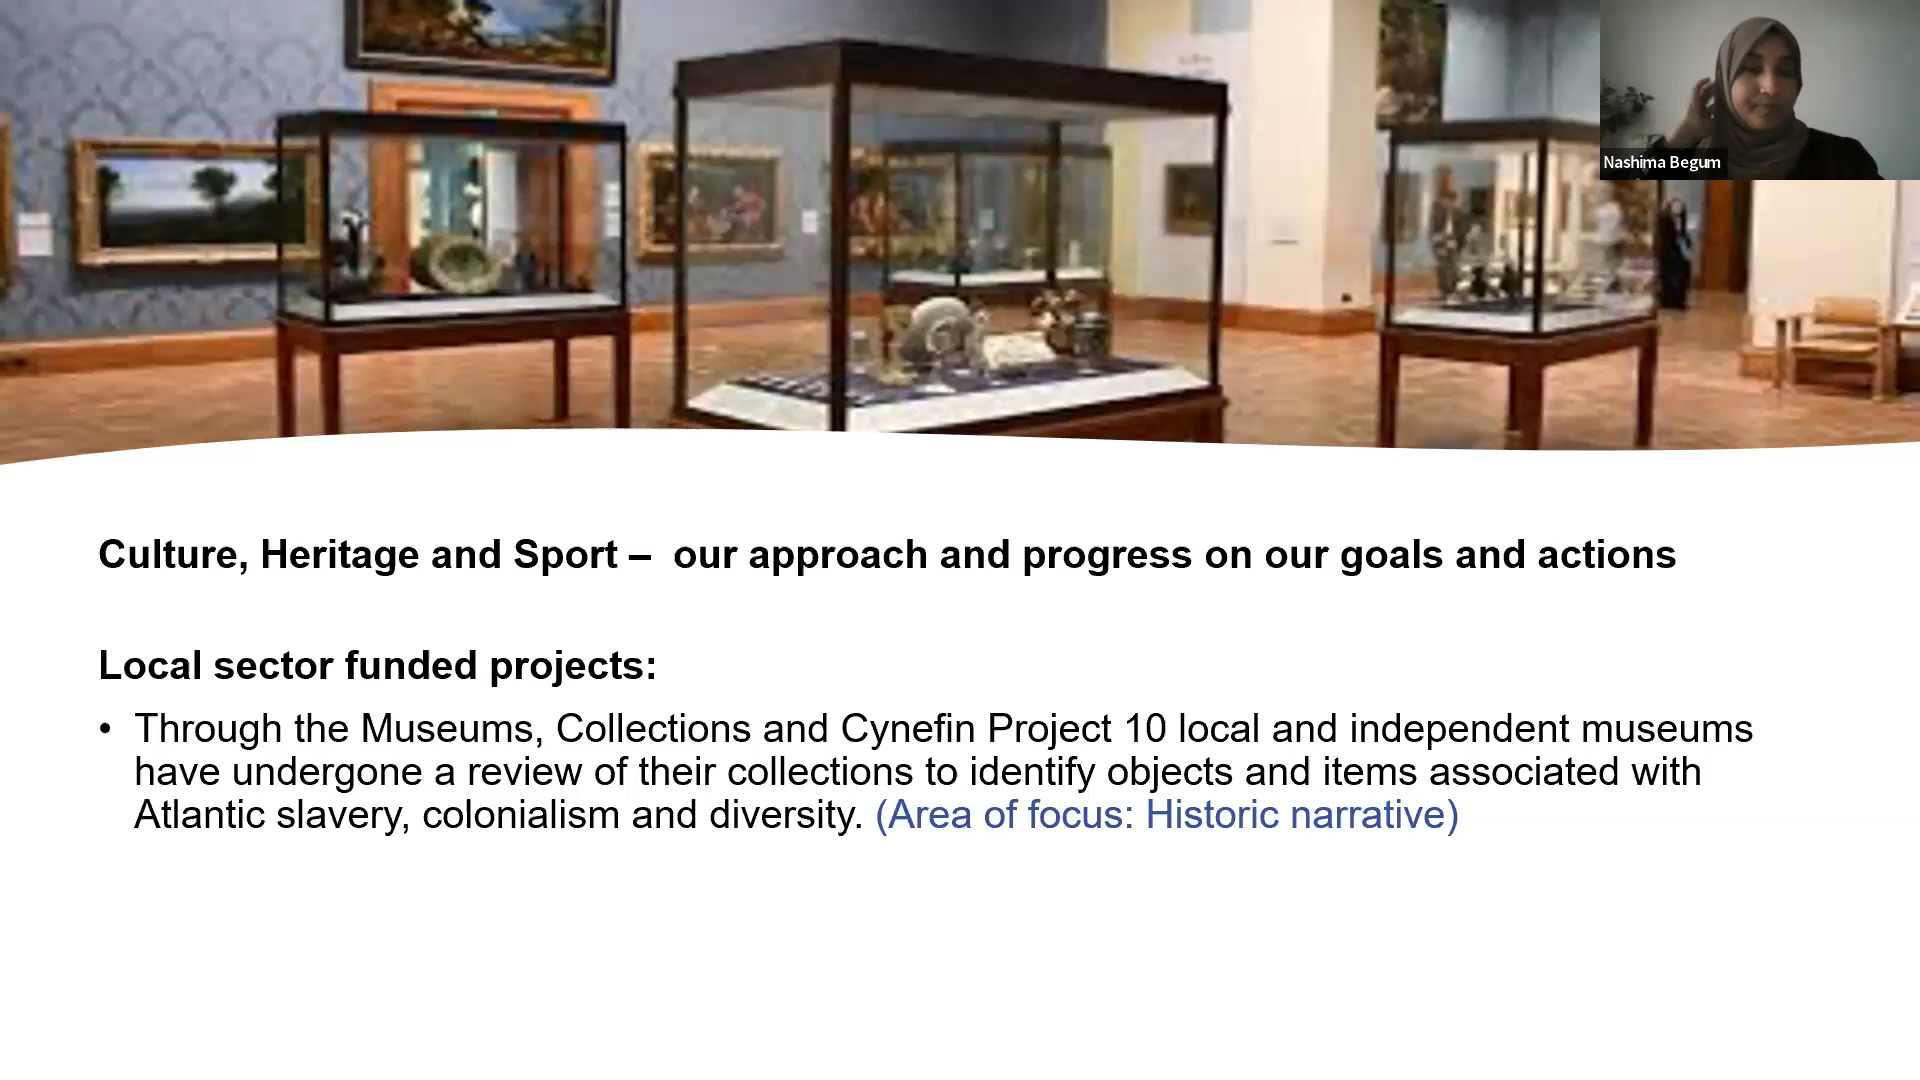 Nashima Begum
Culture, Heritage and Sport – our approach and progress on our goals and actions
Local sector funded projects:
• Through the Museums, Collections and Cynefin Project 10 local and independent museums
have undergone a review of their collections to identify objects and items associated with
Atlantic slavery, colonialism and diversity. (Area of focus: Historic narrative)